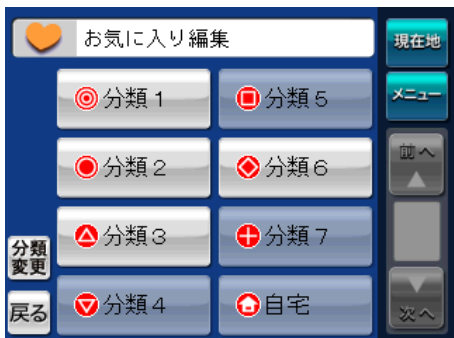 お気に入り編集
現在地
分類1
分類5
メニュー
分類2
分類6
前へ
分類3
分類7
分類
変更
戻る
分類4
自宅
次へ